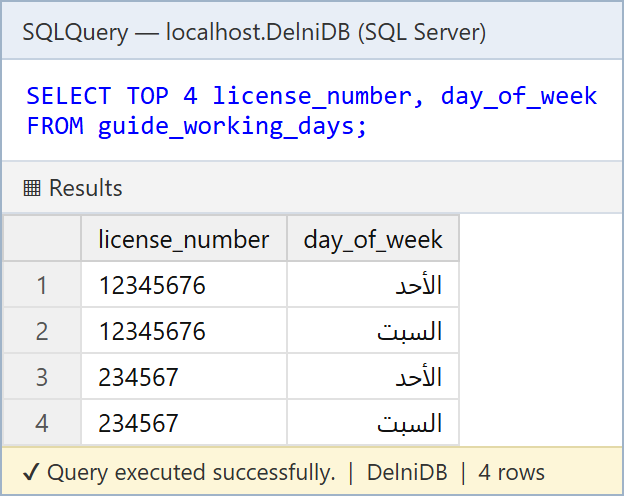 SQLQuery — localhost.DelniDB (SQL Server)
SELECT TOP 4 license_number, day_of_week
FROM guide_working_days;
▦ Results
license_number day_of_week
1 12345676 الأحد
2 12345676 السبت
3 234567 الأحد
4 234567 السبت
✓ Query executed successfully. | DelniDB | 4 rows